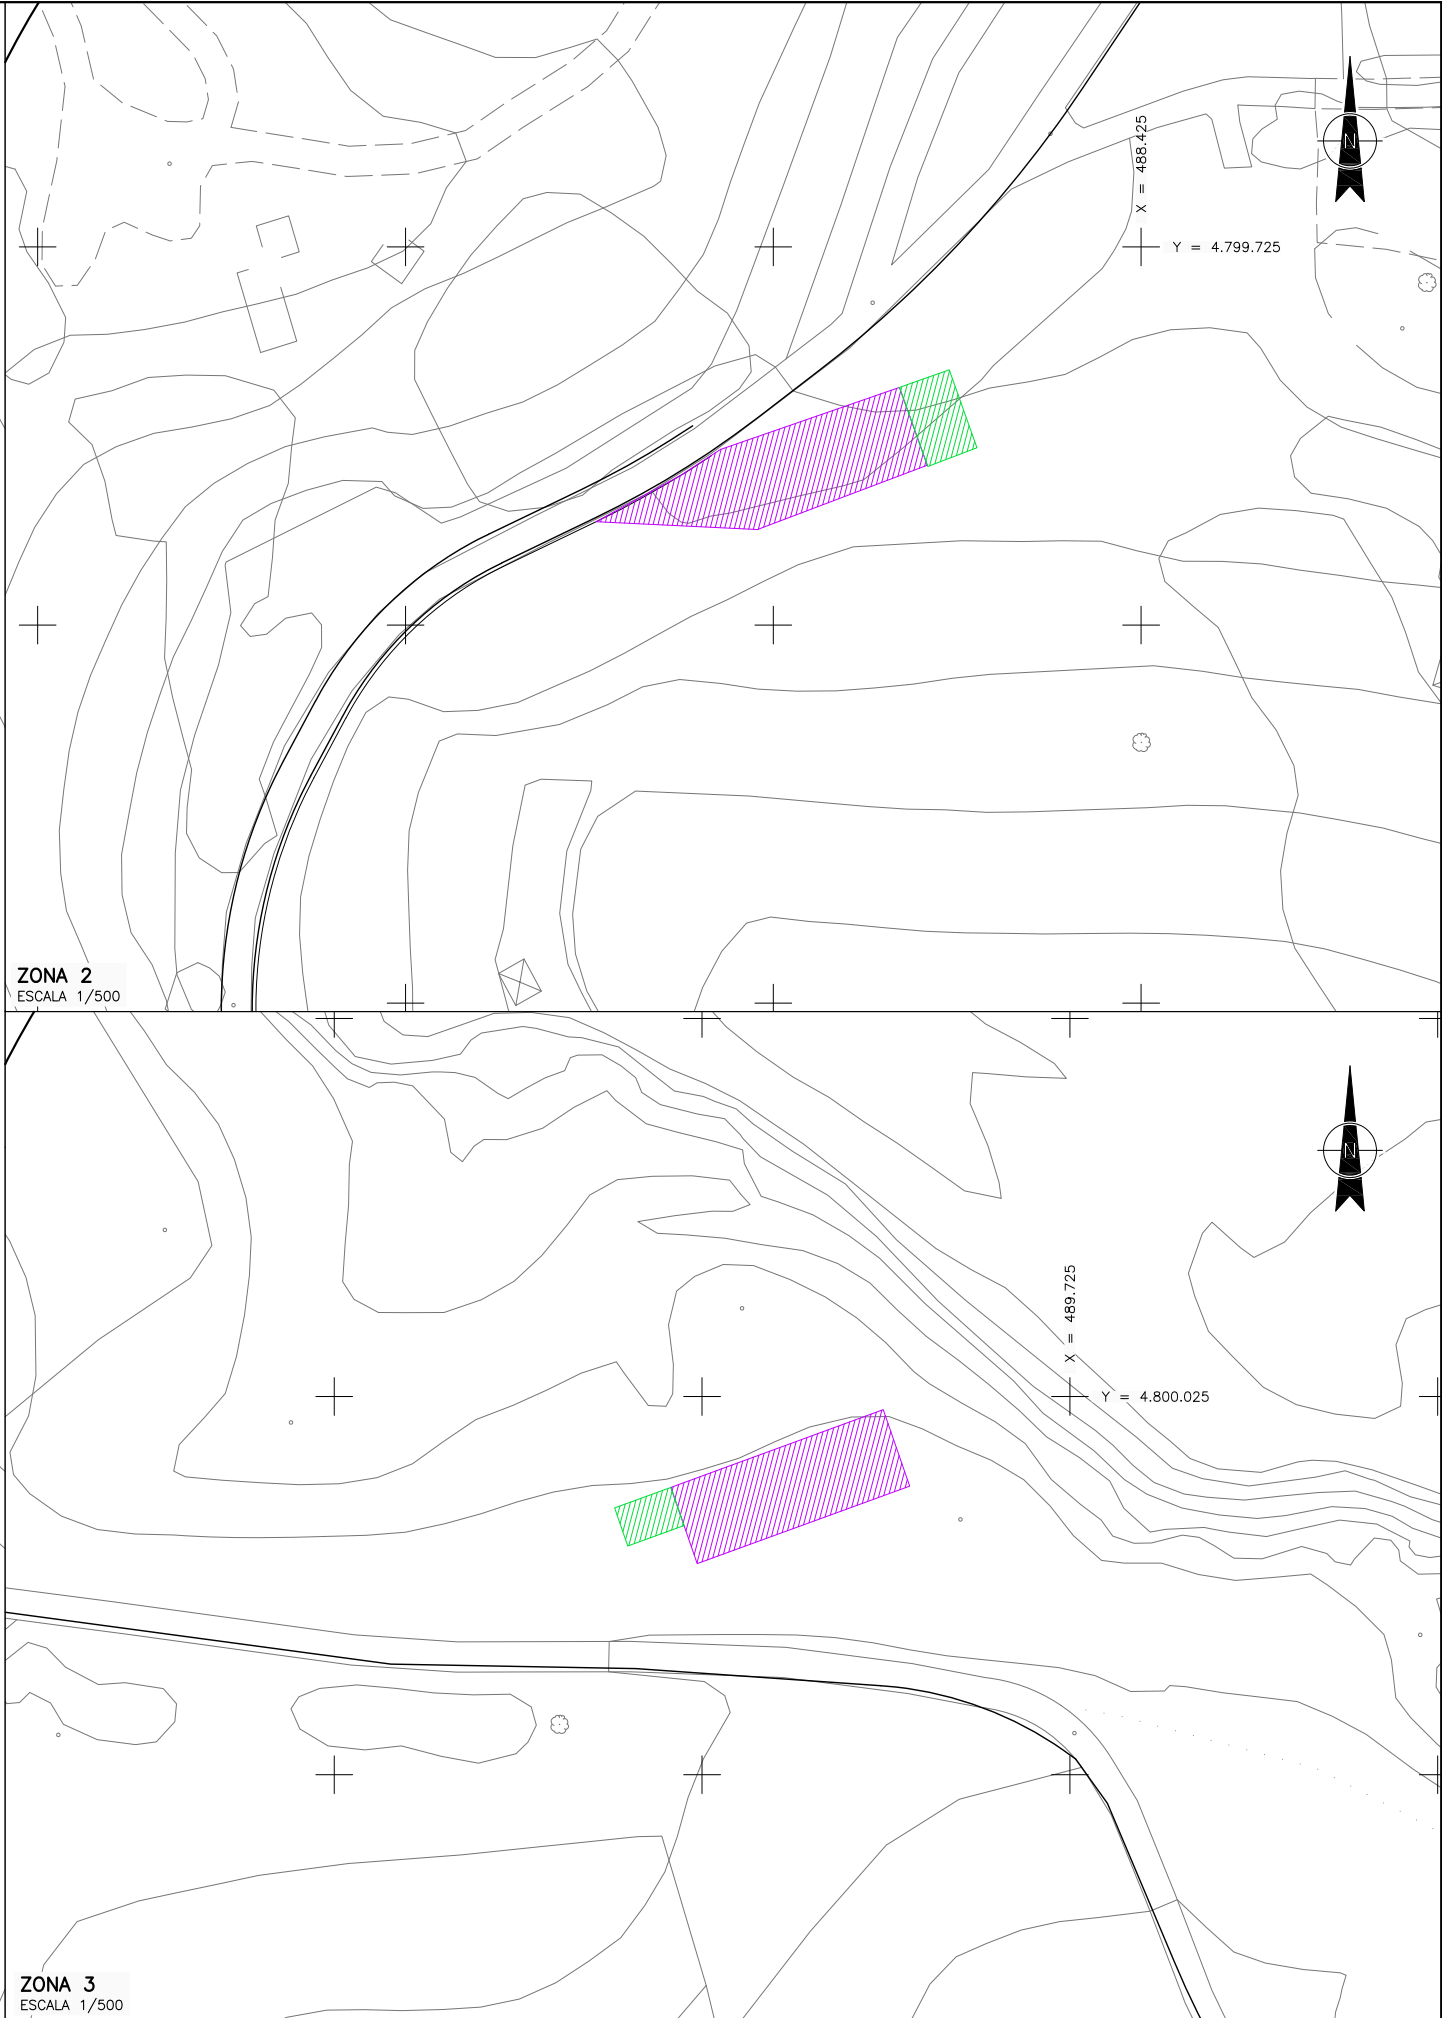 X = 488.425
N
Y = 4.799.725
ZONA 2
ESCALA 1/500
N
X = 489.725
Y = 4.800.025
ZONA 3
ESCALA 1/500